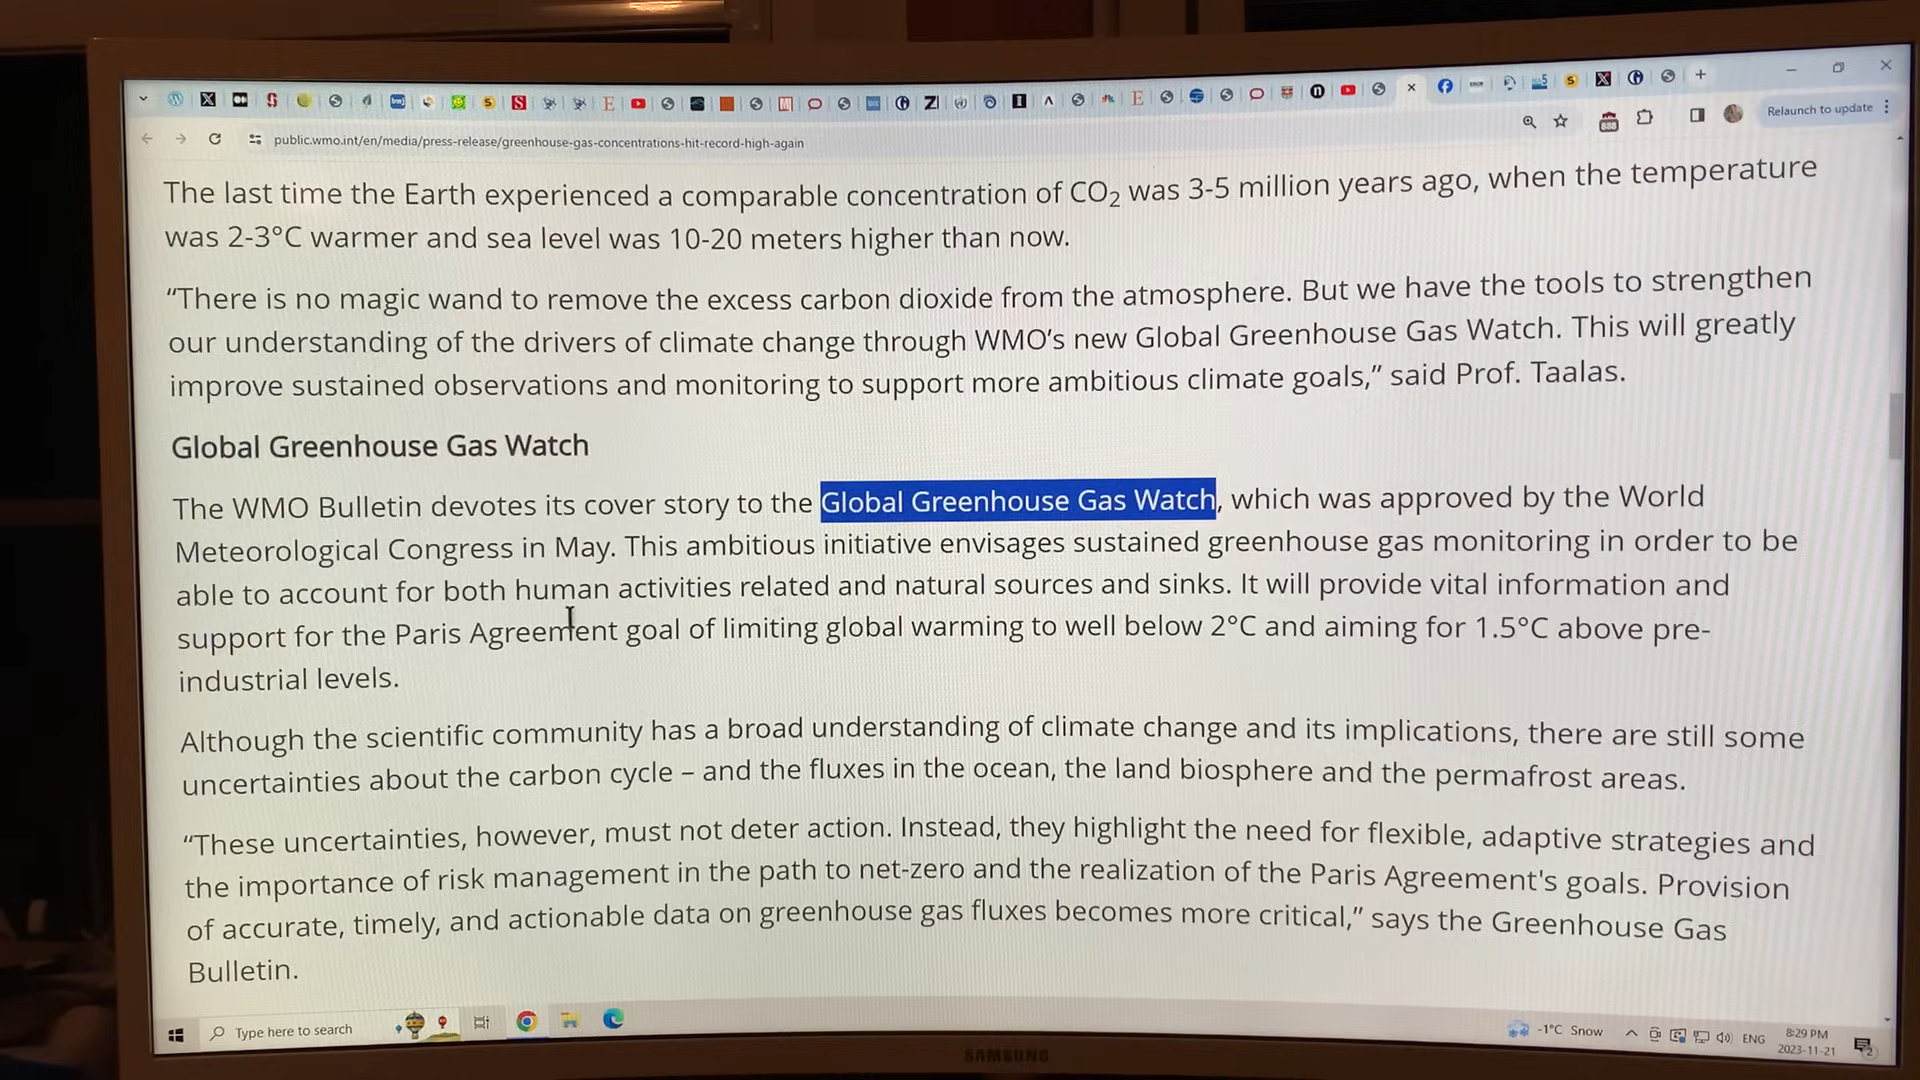 Relaunch to update
public.wmo.int/en/media/press-release/greenhouse-gas-concentrations-hit-record-high-again
The last time the Earth experienced a comparable concentration of CO₂ was 3-5 million years ago, when the temperature
was 2-3°C warmer and sea level was 10-20 meters higher than now.
“There is no magic wand to remove the excess carbon dioxide from the atmosphere. But we have the tools to strengthen
our understanding of the drivers of climate change through WMO’s new Global Greenhouse Gas Watch. This will greatly
improve sustained observations and monitoring to support more ambitious climate goals,” said Prof. Taalas.
Global Greenhouse Gas Watch
The WMO Bulletin devotes its cover story to the Global Greenhouse Gas Watch, which was approved by the World
Meteorological Congress in May. This ambitious initiative envisages sustained greenhouse gas monitoring in order to be
able to account for both human activities related and natural sources and sinks. It will provide vital information and
support for the Paris Agreement goal of limiting global warming to well below 2°C and aiming for 1.5°C above pre-
industrial levels.
Although the scientific community has a broad understanding of climate change and its implications, there are still some
uncertainties about the carbon cycle – and the fluxes in the ocean, the land biosphere and the permafrost areas.
“These uncertainties, however, must not deter action. Instead, they highlight the need for flexible, adaptive strategies and
the importance of risk management in the path to net-zero and the realization of the Paris Agreement's goals. Provision
of accurate, timely, and actionable data on greenhouse gas fluxes becomes more critical,” says the Greenhouse Gas
Bulletin.
Type here to search
-1°C Snow
ENG
8:29 PM
2023-11-21
SAMSUNG